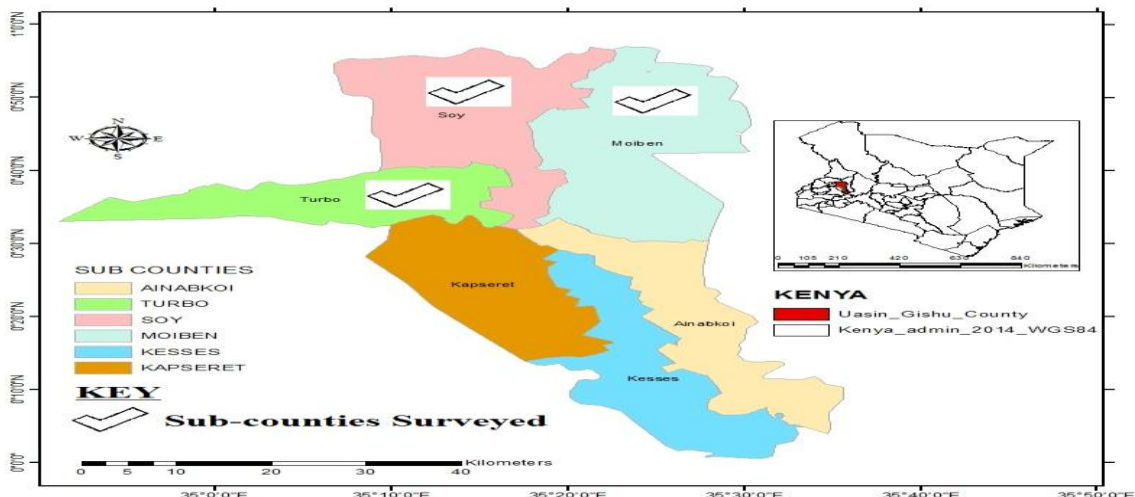 1°0'0"N
0°50'0"N
0°40'0"N
0°30'0"N
0°20'0"N
0°10'0"N
0°0'0"
N
W E
S
Soy
Moiben
Turbo
Kapseret
Ainabkoi
Kesses
SUB COUNTIES
AINABKOI
TURBO
SOY
MOIBEN
KESSES
KAPSERET
KEY
Sub-counties Surveyed
0 5 10 20 30 40
Kilometers
0 105 210 420 630 840
Kilometers
KENYA
Uasin_Gishu_County
Kenya_admin_2014_WGS84
35°0'0"E 35°10'0"E 35°20'0"E 35°30'0"E 35°40'0"E 35°50'0"E